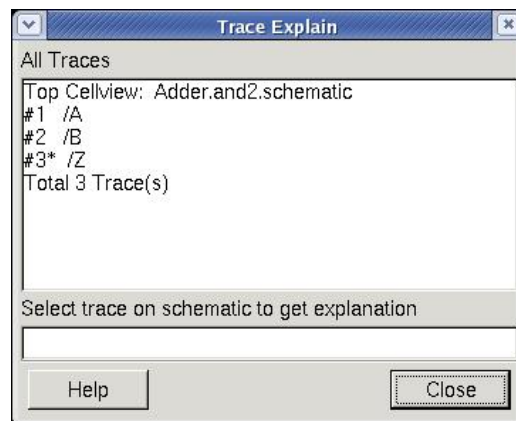 Trace Explain
All Traces
Top Cellview: Adder.and2.schematic
#1 /A
#2 /B
#3* /Z
Total 3 Trace(s)
Select trace on schematic to get explanation
Help
Close